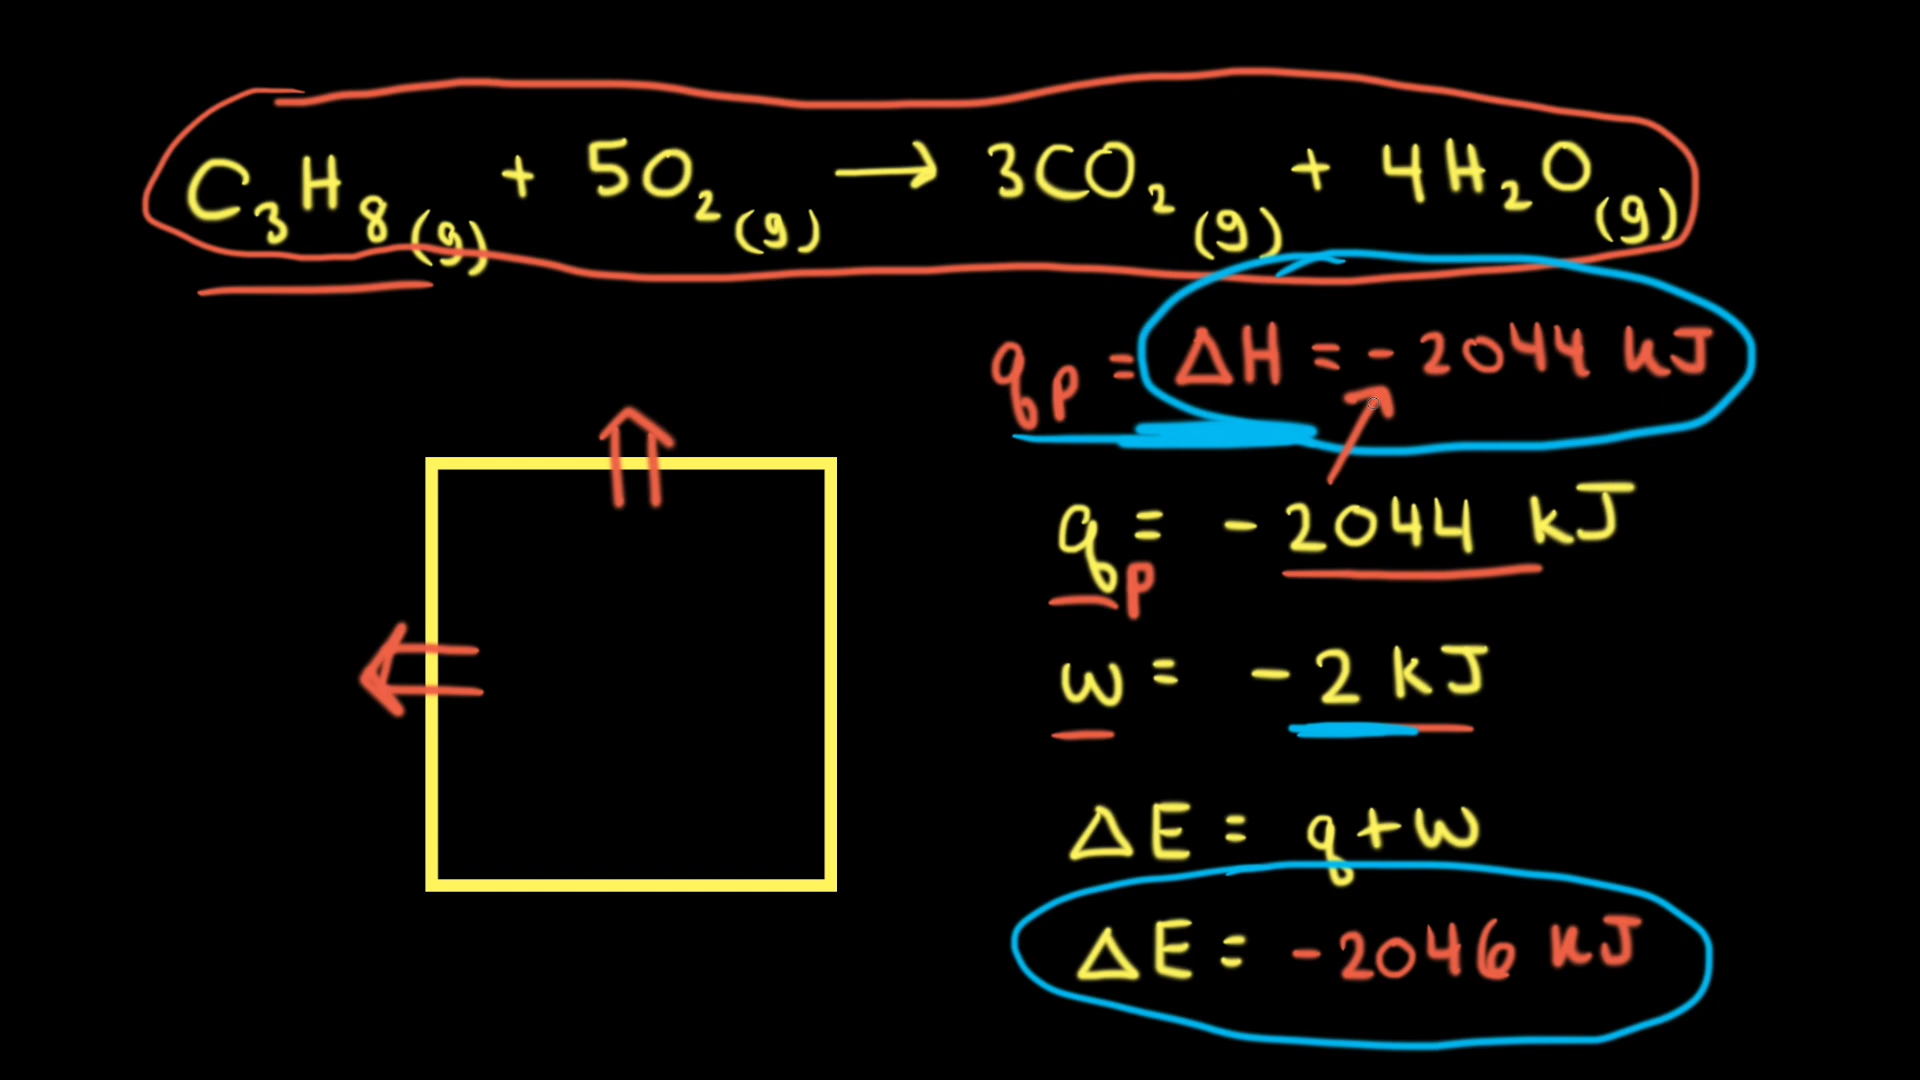 C₃H₈(g) + 5O₂(g) → 3CO₂(g) + 4H₂O(g)
qₚ = ΔH = -2044 kJ
qₚ = -2044 kJ
w = -2 kJ
ΔE = q+w
ΔE = -2046 kJ